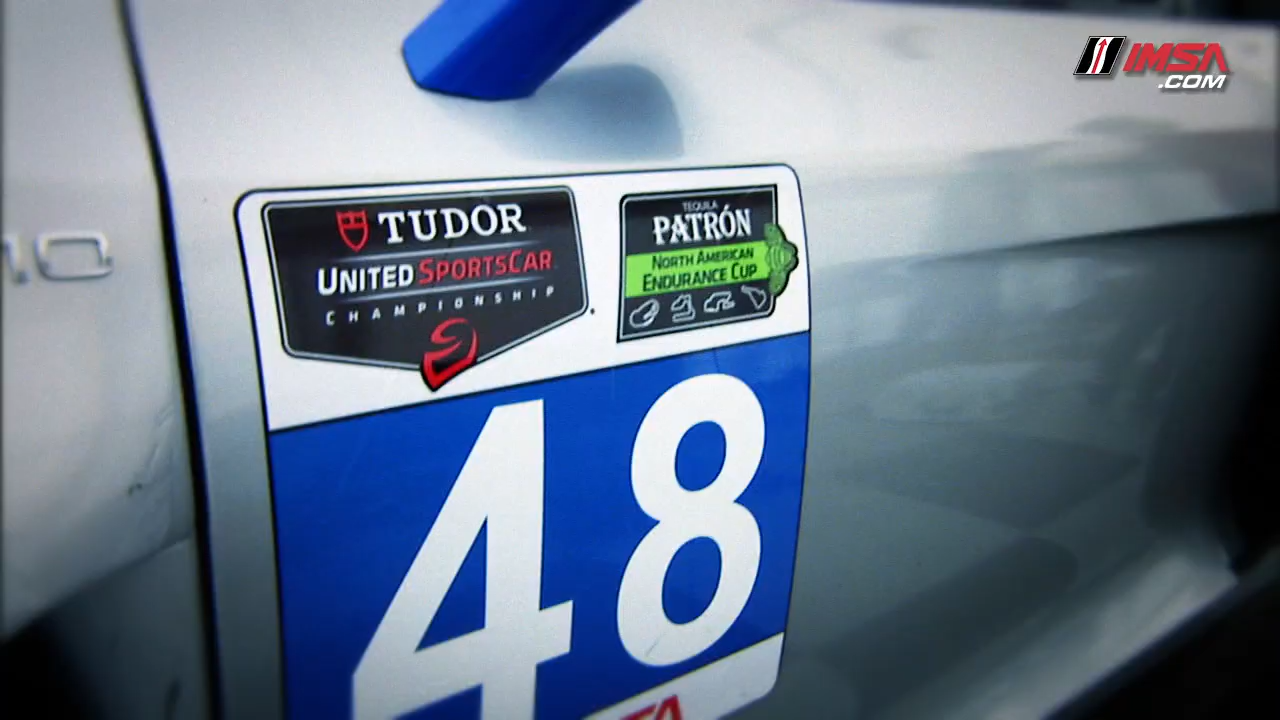 IMSA
.COM
TUDOR
UNITED SPORTSCAR
CHAMPIONSHIP
TEQUILA
PATRÓN
NORTH AMERICAN
ENDURANCE CUP
48